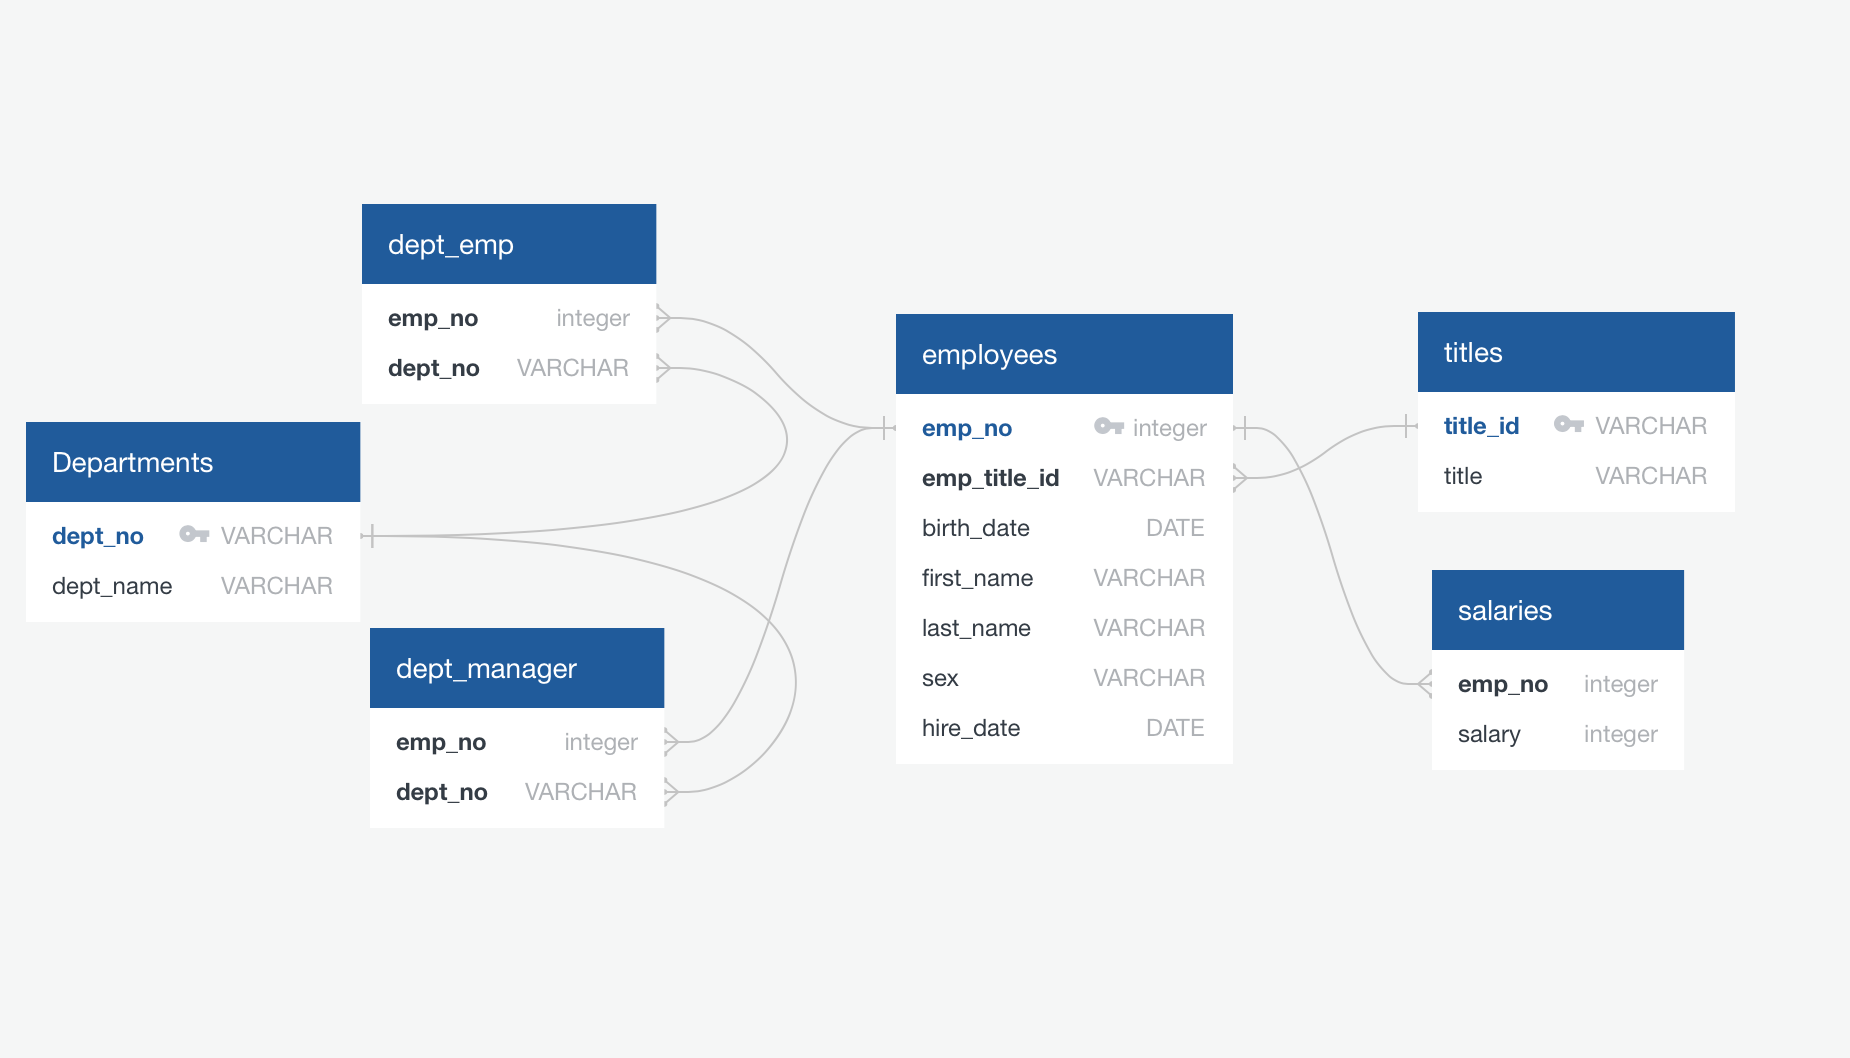 dept_emp
emp_no integer
dept_no VARCHAR
Departments
dept_no VARCHAR
dept_name VARCHAR
dept_manager
emp_no integer
dept_no VARCHAR
employees
emp_no integer
emp_title_id VARCHAR
birth_date DATE
first_name VARCHAR
last_name VARCHAR
sex VARCHAR
hire_date DATE
titles
title_id VARCHAR
title VARCHAR
salaries
emp_no integer
salary integer